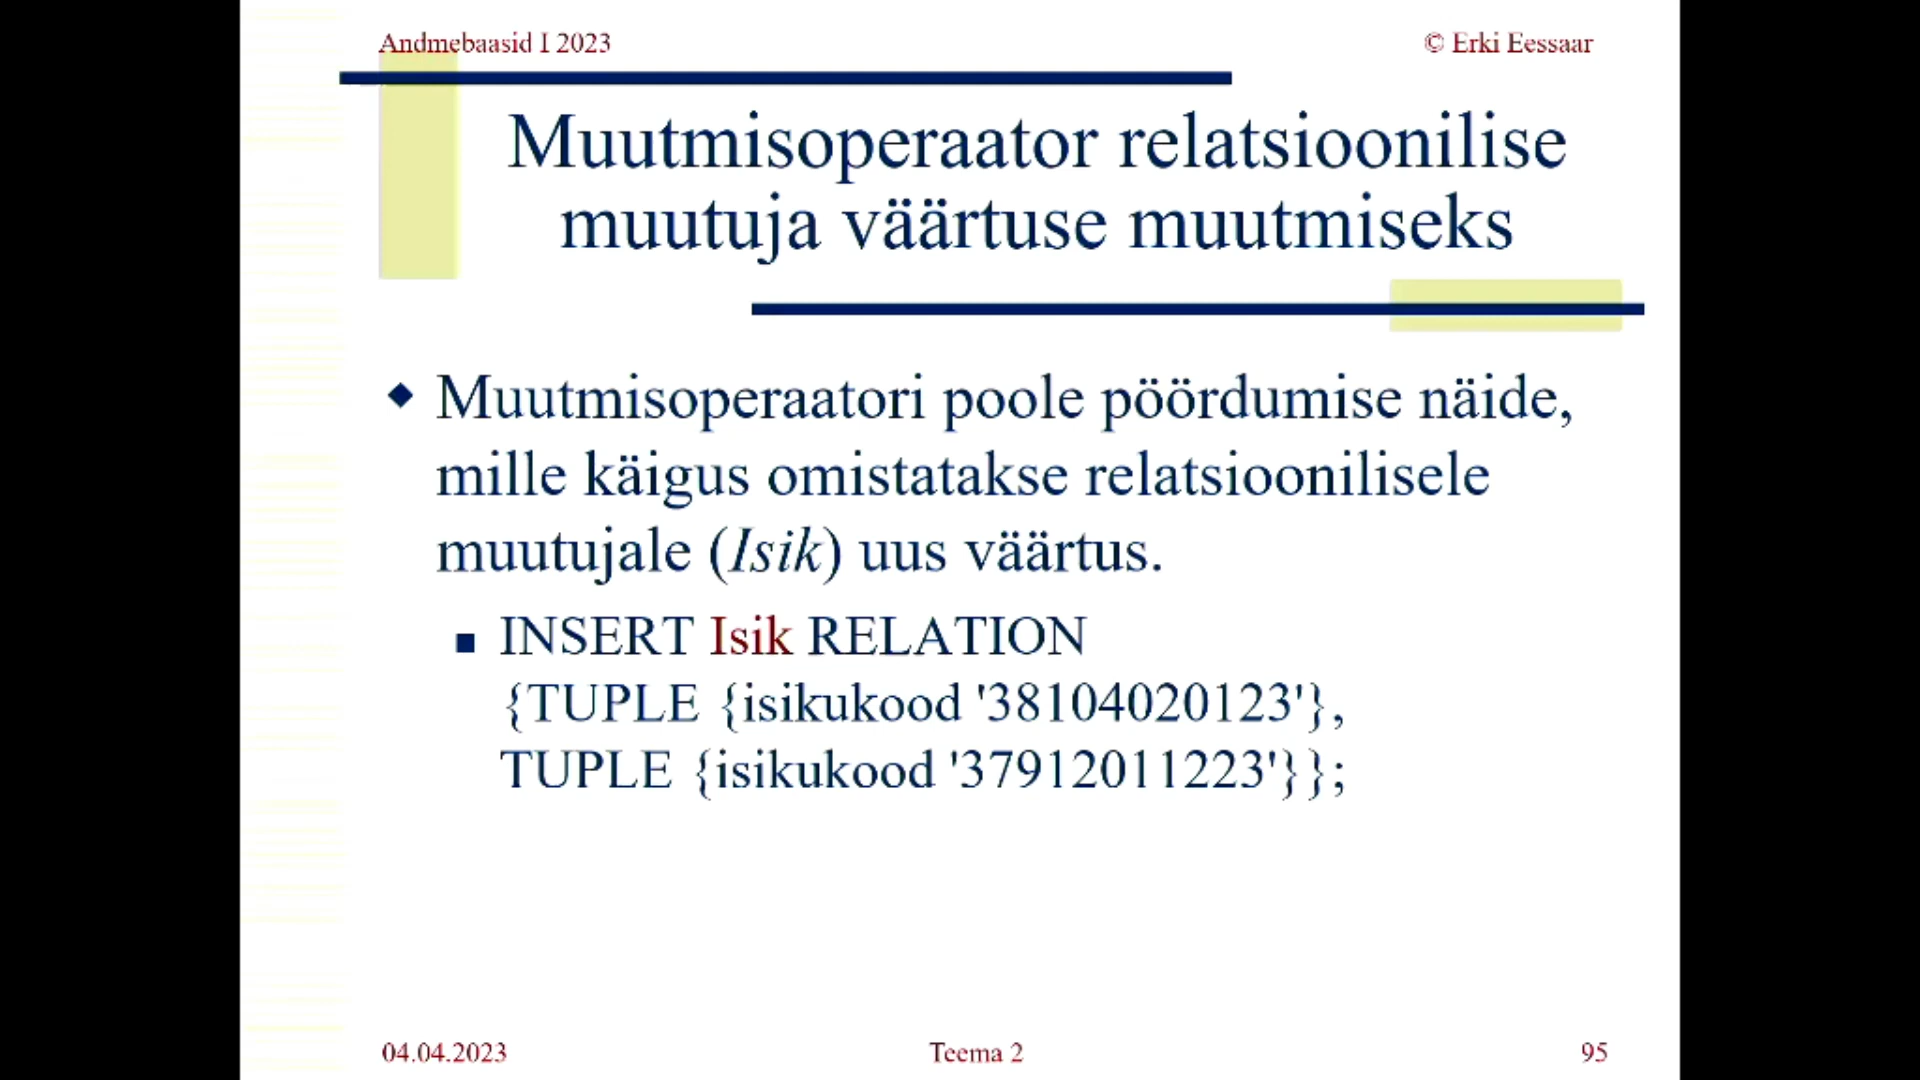 Andmebaasid I 2023
© Erki Eessaar
Muutmisoperaator relatsioonilise
muutuja väärtuse muutmiseks
Muutmisoperaatori poole pöördumise näide,
mille käigus omistatakse relatsioonilisele
muutujale (Isik) uus väärtus.
INSERT Isik RELATION
{TUPLE {isikukood '38104020123'},
TUPLE {isikukood '37912011223'}};
04.04.2023
Teema 2
95